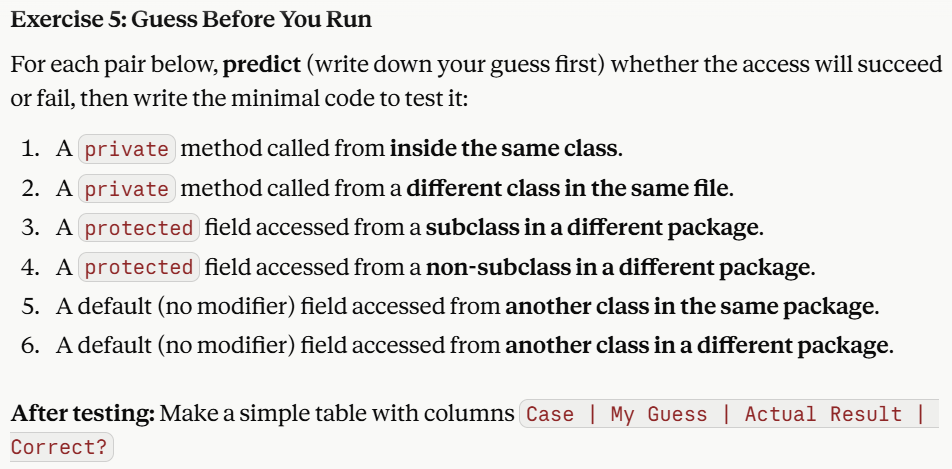 Exercise 5: Guess Before You Run
For each pair below, predict (write down your guess first) whether the access will succeed
or fail, then write the minimal code to test it:
1. A private method called from inside the same class.
2. A private method called from a different class in the same file.
3. A protected field accessed from a subclass in a different package.
4. A protected field accessed from a non-subclass in a different package.
5. A default (no modifier) field accessed from another class in the same package.
6. A default (no modifier) field accessed from another class in a different package.
After testing: Make a simple table with columns Case | My Guess | Actual Result |
Correct?